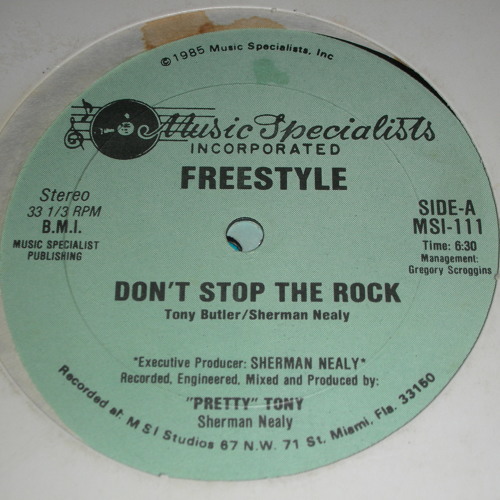 ©1985 Music Specialists, Inc
Music Specialists
INCORPORATED
FREESTYLE
Stereo
33 1/3 RPM
B.M.I.
MUSIC SPECIALIST
PUBLISHING
SIDE-A
MSI-111
Time: 6:30
Management:
Gregory Scroggins
DON'T STOP THE ROCK
Tony Butler/Sherman Nealy
*Executive Producer: SHERMAN NEALY*
Recorded, Engineered, Mixed and Produced by:
"PRETTY" TONY
Sherman Nealy
Recorded at: MSI Studios 67 N.W. 71 St. Miami, Fla. 33150